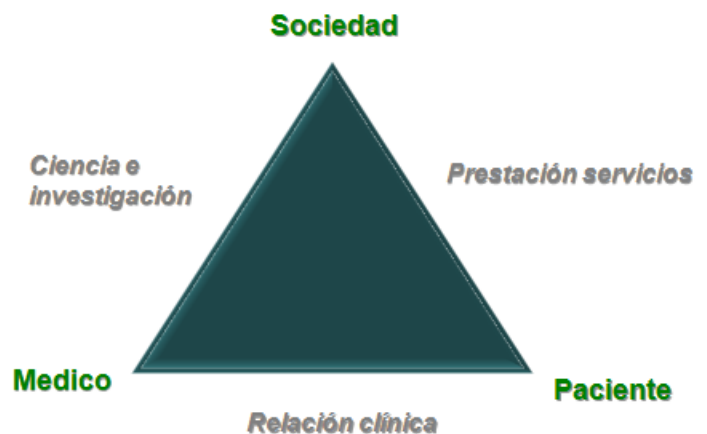 Sociedad
Ciencia e
investigación
Prestación servicios
Medico
Paciente
Relación clínica